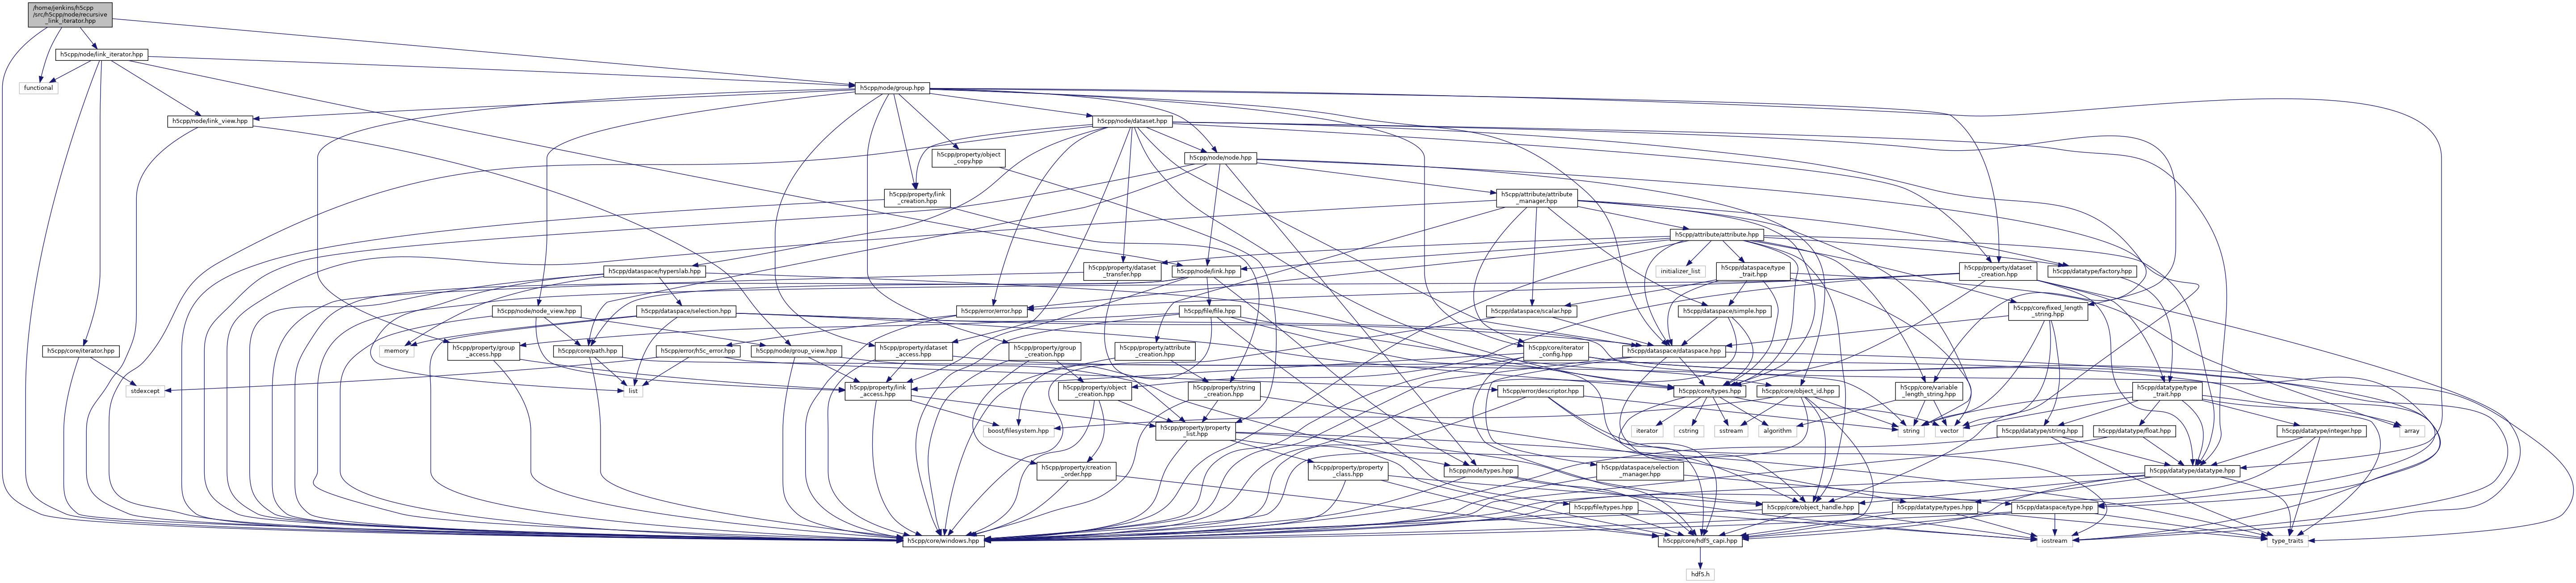 /home/jenkins/h5cpp
/src/h5cpp/node/recursive
_link_iterator.hpp
h5cpp/node/link_iterator.hpp
functional
h5cpp/node/group.hpp
h5cpp/node/link_view.hpp
h5cpp/node/dataset.hpp
h5cpp/property/object
_copy.hpp
h5cpp/node/node.hpp
h5cpp/property/link
_creation.hpp
h5cpp/attribute/attribute
_manager.hpp
h5cpp/attribute/attribute.hpp
h5cpp/dataspace/hyperslab.hpp
h5cpp/property/dataset
_transfer.hpp
h5cpp/node/link.hpp
initializer_list
h5cpp/dataspace/type
_trait.hpp
h5cpp/property/dataset
_creation.hpp
h5cpp/datatype/factory.hpp
h5cpp/node/node_view.hpp
h5cpp/dataspace/selection.hpp
h5cpp/error/error.hpp
h5cpp/file/file.hpp
h5cpp/dataspace/scalar.hpp
h5cpp/dataspace/simple.hpp
h5cpp/core/fixed_length
_string.hpp
h5cpp/core/iterator.hpp
memory
h5cpp/property/group
_access.hpp
h5cpp/core/path.hpp
h5cpp/error/h5c_error.hpp
h5cpp/node/group_view.hpp
h5cpp/property/dataset
_access.hpp
h5cpp/property/group
_creation.hpp
h5cpp/property/attribute
_creation.hpp
h5cpp/core/iterator
_config.hpp
h5cpp/dataspace/dataspace.hpp
stdexcept
list
h5cpp/property/link
_access.hpp
h5cpp/property/object
_creation.hpp
h5cpp/property/string
_creation.hpp
h5cpp/error/descriptor.hpp
h5cpp/core/types.hpp
h5cpp/core/object_id.hpp
h5cpp/core/variable
_length_string.hpp
h5cpp/datatype/type
_trait.hpp
boost/filesystem.hpp
h5cpp/property/property
_list.hpp
iterator
cstring
sstream
algorithm
string
vector
h5cpp/datatype/string.hpp
h5cpp/datatype/float.hpp
h5cpp/datatype/integer.hpp
array
h5cpp/property/creation
_order.hpp
h5cpp/property/property
_class.hpp
h5cpp/node/types.hpp
h5cpp/dataspace/selection
_manager.hpp
h5cpp/datatype/datatype.hpp
h5cpp/file/types.hpp
h5cpp/core/object_handle.hpp
h5cpp/datatype/types.hpp
h5cpp/dataspace/type.hpp
h5cpp/core/windows.hpp
h5cpp/core/hdf5_capi.hpp
iostream
type_traits
hdf5.h